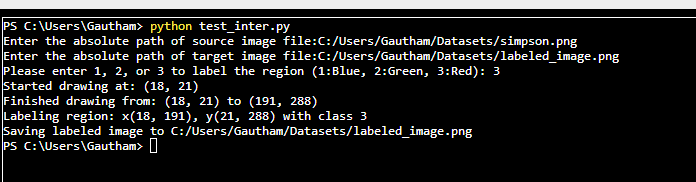 PS C:\Users\Gautham> python test_inter.py
Enter the absolute path of source image file:C:/Users/Gautham/Datasets/simpson.png
Enter the absolute path of target image file:C:/Users/Gautham/Datasets/labeled_image.png
Please enter 1, 2, or 3 to label the region (1:Blue, 2:Green, 3:Red): 3
Started drawing at: (18, 21)
Finished drawing from: (18, 21) to (191, 288)
Labeling region: x(18, 191), y(21, 288) with class 3
Saving labeled image to C:/Users/Gautham/Datasets/labeled_image.png
PS C:\Users\Gautham>